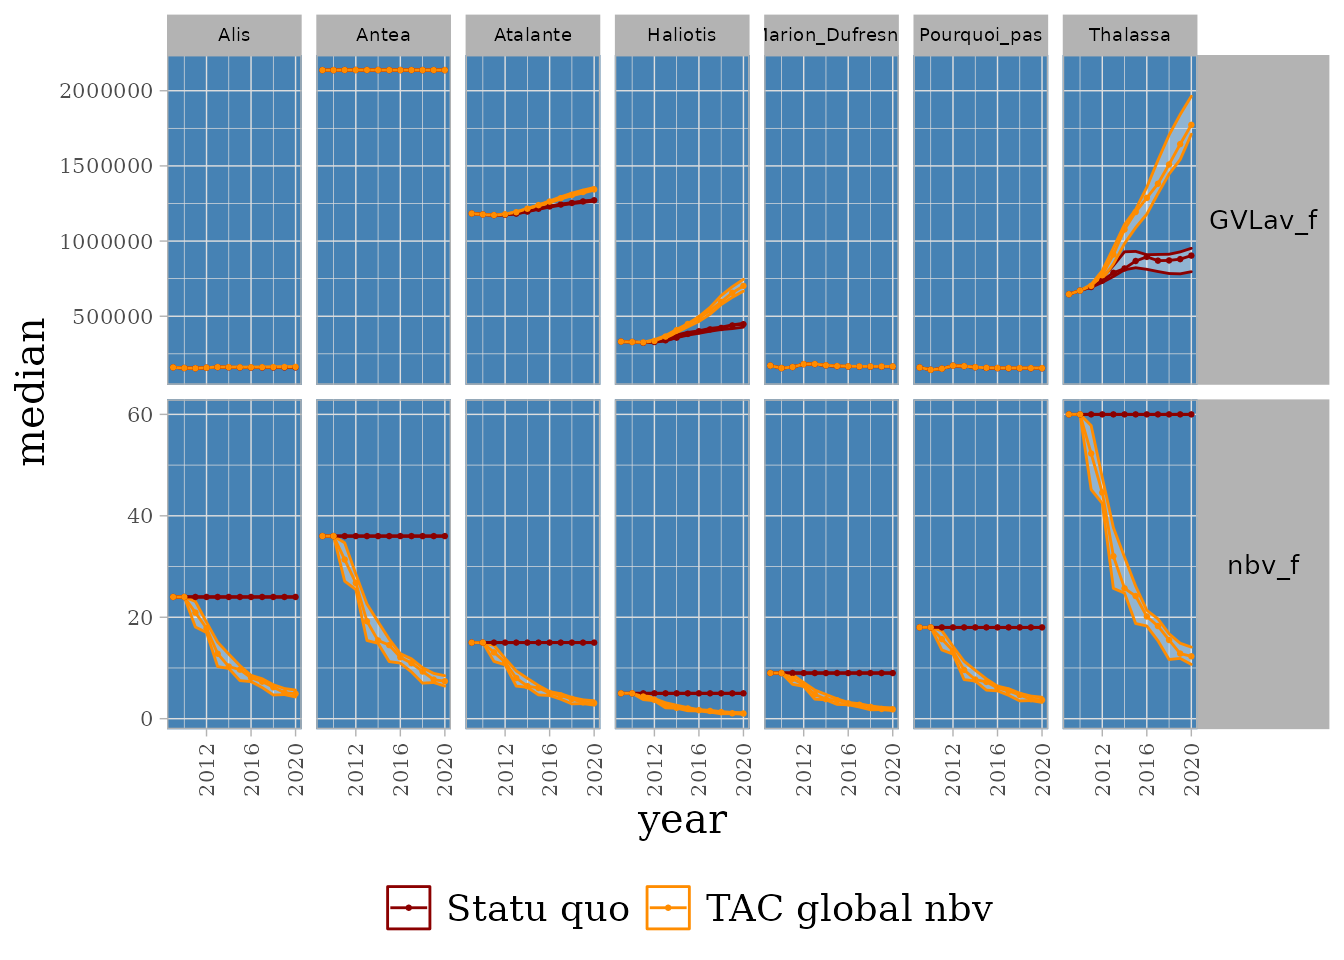 Alis Antea Atalante Haliotis Marion_Dufresn Pourquoi_pas Thalassa
2000000
1500000
1000000
500000
GVLav_f
median
60
40
20
0
nbv_f
2012 2016 2020 2012 2016 2020 2012 2016 2020 2012 2016 2020 2012 2016 2020 2012 2016 2020 2012 2016 2020
year
Statu quo TAC global nbv